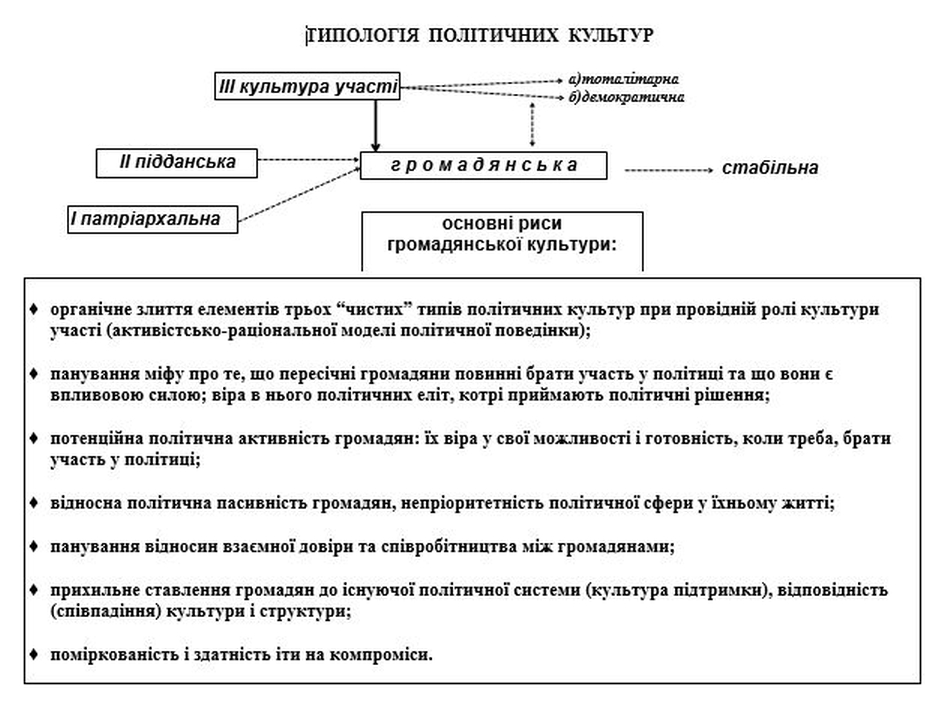 ТИПОЛОГІЯ ПОЛІТИЧНИХ КУЛЬТУР
III культура участі
а)тоталітарна
б)демократична
II підданська
громадянська
стабільна
I патріархальна
основні риси
громадянської культури:
♦ органічне злиття елементів трьох “чистих” типів політичних культур при провідній ролі культури
участі (активістсько-раціональної моделі політичної поведінки);
♦ панування міфу про те, що пересічні громадяни повинні брати участь у політиці та що вони є
впливовою силою; віра в нього політичних еліт, котрі приймають політичні рішення;
♦ потенційна політична активність громадян: їх віра у свої можливості і готовність, коли треба, брати
участь у політиці;
♦ відносна політична пасивність громадян, непріоритетність політичної сфери у їхньому житті;
♦ панування відносин взаємної довіри та співробітництва між громадянами;
♦ прихильне ставлення громадян до існуючої політичної системи (культура підтримки), відповідність
(співпадіння) культури і структури;
♦ поміркованість і здатність іти на компроміси.